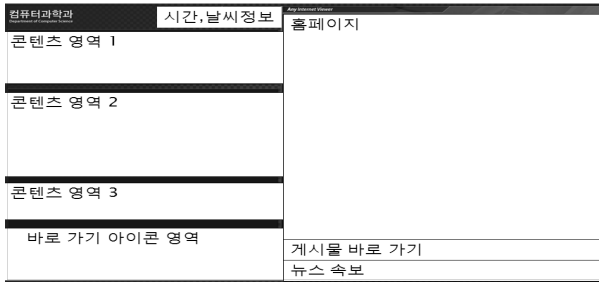 컴퓨터과학과
Department of Computer Science
시간,날씨정보
콘텐츠 영역 1
콘텐츠 영역 2
콘텐츠 영역 3
바로 가기 아이콘 영역
Any Internet Viewer
홈페이지
게시물 바로 가기
뉴스 속보